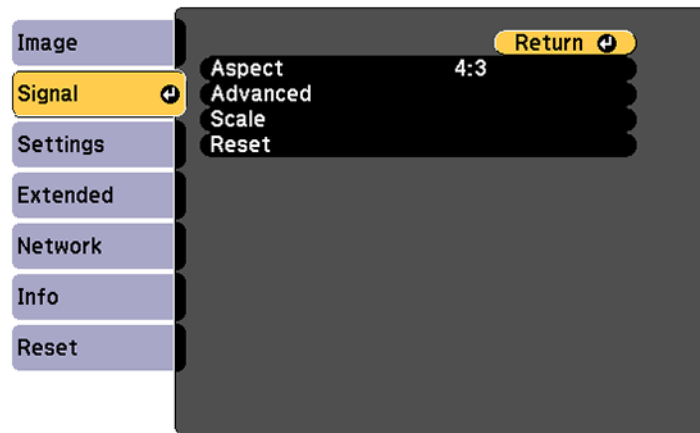 Image
Signal
Settings
Extended
Network
Info
Reset
Return
Aspect 4:3
Advanced
Scale
Reset